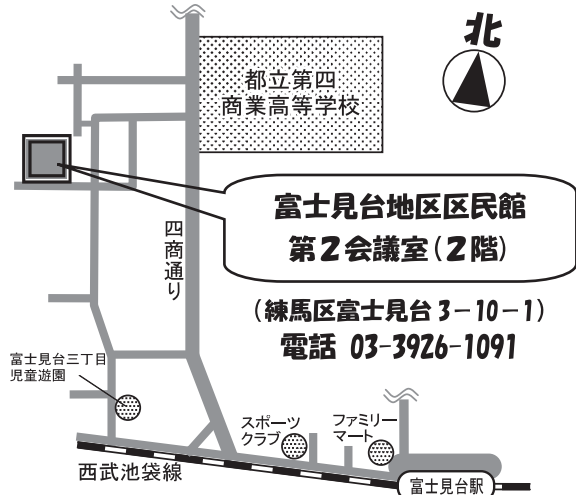 北
都立第四
商業高等学校
富士見台地区区民館
第2会議室(2階)
四商通り
(練馬区富士見台3-10-1)
電話 03-3926-1091
富士見台三丁目
児童遊園
スポーツ
クラブ
ファミリー
マート
西武池袋線
富士見台駅